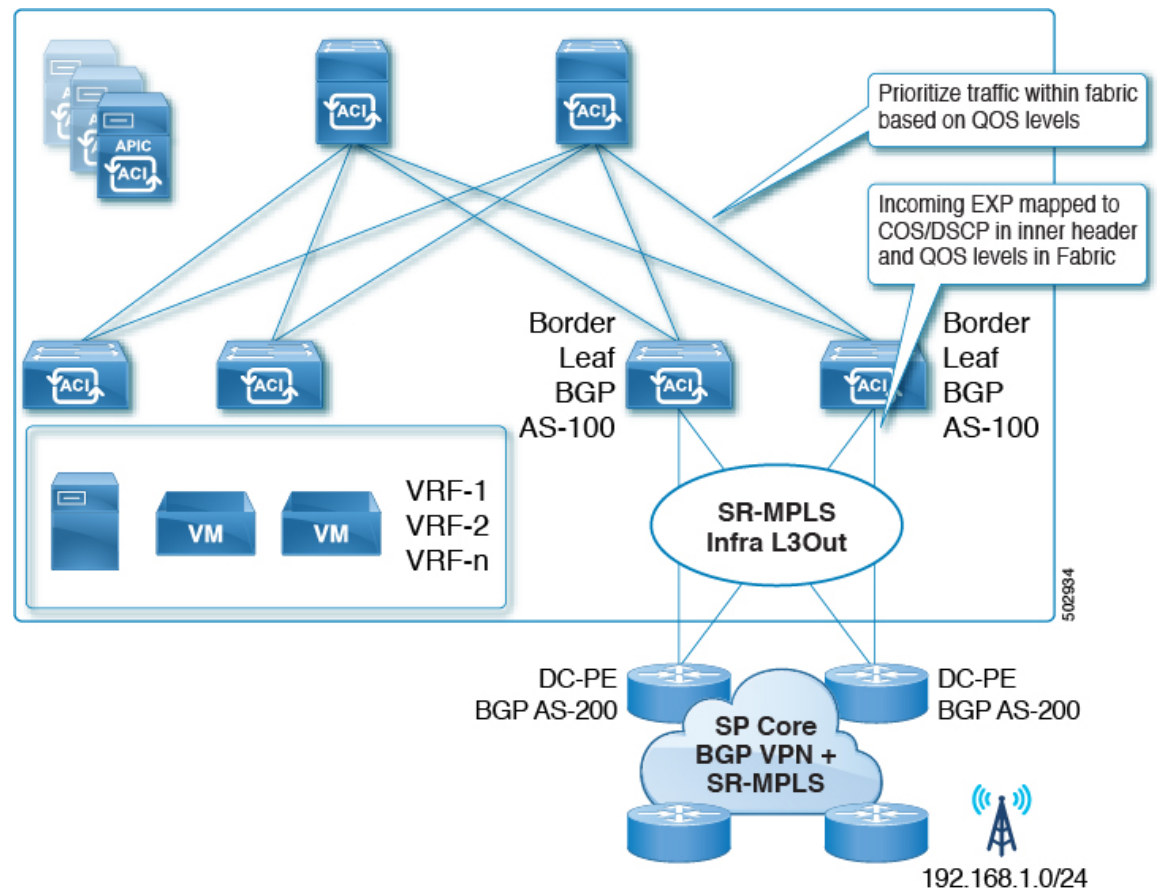 ACI
ACI
Prioritize traffic within fabric
based on QOS levels
A
A
APIC
ACI
Incoming EXP mapped to
COS/DSCP in inner header
and QOS levels in Fabric
Border
Leaf
BGP
AS-100
Border
Leaf
BGP
AS-100
ACI
ACI
ACI
ACI
VM
VM
VRF-1
VRF-2
VRF-n
SR-MPLS
Infra L3Out
502934
DC-PE
BGP AS-200
DC-PE
BGP AS-200
SP Core
BGP VPN +
SR-MPLS
192.168.1.0/24